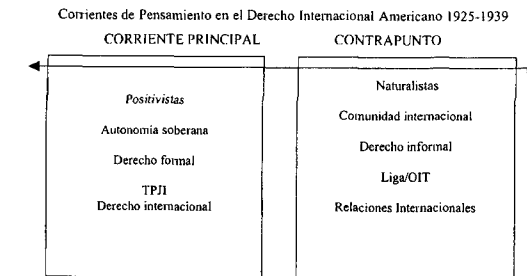 Corrientes de Pensamiento en el Derecho Internacional Americano 1925-1939
CORRIENTE PRINCIPAL
CONTRAPUNTO
Positivistas
Autonomía soberana
Derecho formal
TPJI
Derecho internacional
Naturalistas
Comunidad internacional
Derecho informal
Liga/OIT
Relaciones Internacionales